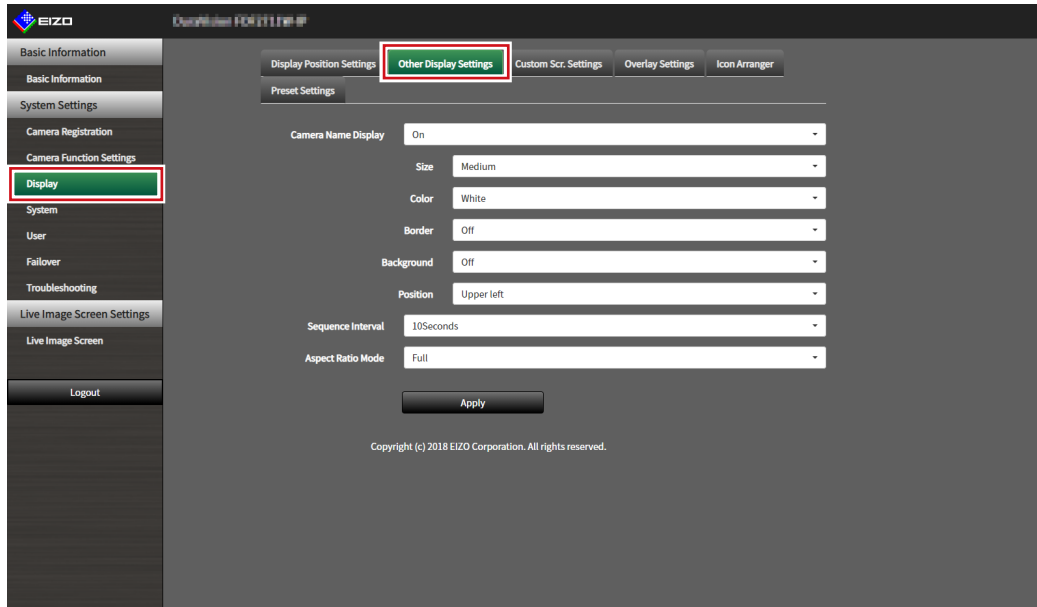 EIZO
Basic Information
Basic Information
System Settings
Camera Registration
Camera Function Settings
Display
System
User
Failover
Troubleshooting
Live Image Screen Settings
Live Image Screen
Logout
Display Position Settings Other Display Settings Custom Scr. Settings Overlay Settings Icon Arranger
Preset Settings
Camera Name Display On
Size Medium
Color White
Border Off
Background Off
Position Upper left
Sequence Interval 10Seconds
Aspect Ratio Mode Full
Apply
Copyright (c) 2018 EIZO Corporation. All rights reserved.